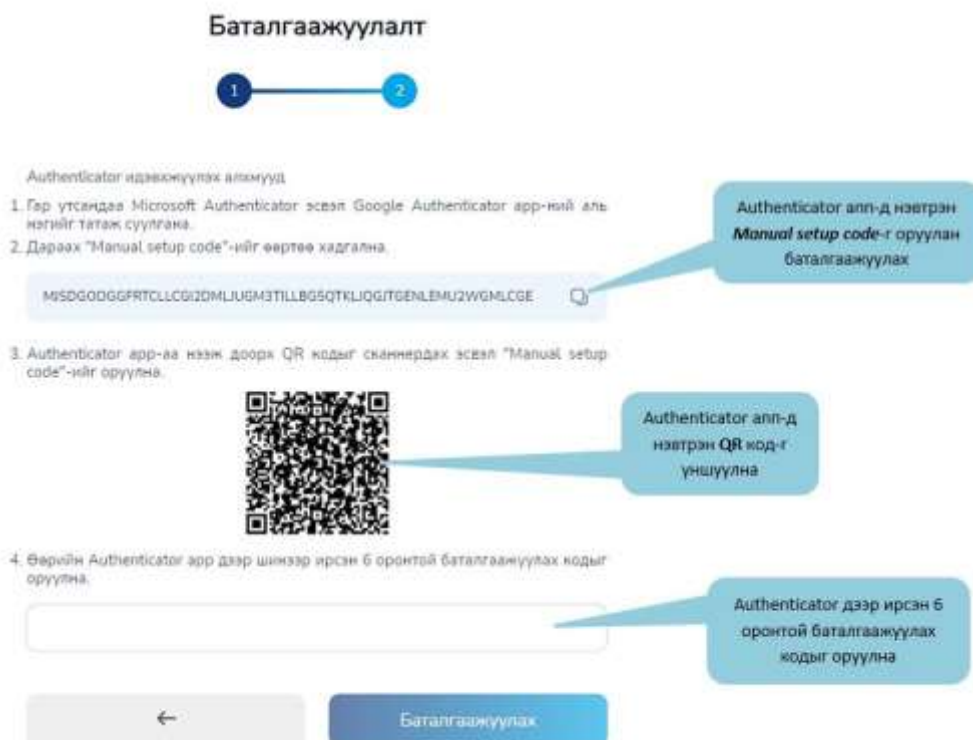 Баталгаажуулалт
1
2
Authenticator идэвхжүүлэх алхмууд
1. Гар утсандаа Microsoft Authenticator эсвэл Google Authenticator app-ний аль
нэгийг татаж суулгана.
2. Дараах "Manual setup code"-ийг өөртөө хадгална.
Authenticator апп-д нэвтрэн
Manual setup code-г оруулан
баталгаажуулах
3. Authenticator app-аа нээж доорх QR кодыг сканнердах эсвэл "Manual setup
code"-ийг оруулна.
Authenticator апп-д
нэвтрэн QR код-г
уншуулна
4. Өөрийн Authenticator app дээр шинээр ирсэн 6 оронтой баталгаажуулах кодыг
оруулна.
Authenticator дээр ирсэн 6
оронтой баталгаажуулах
кодыг оруулна
←
Баталгаажуулах